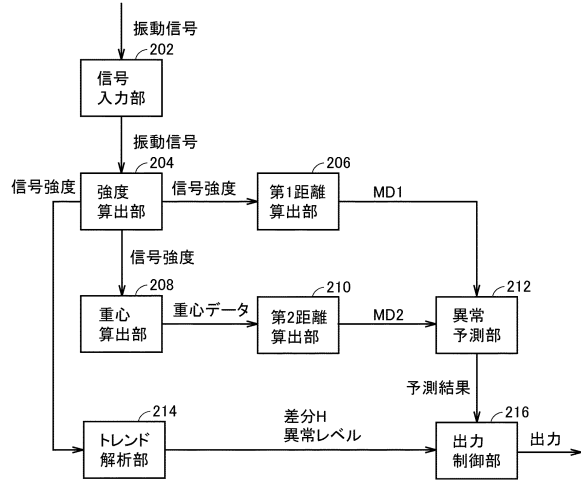 振動信号
202
信号
入力部
振動信号
204
強度
算出部
信号強度
信号強度
206
第1距離
算出部
MD1
信号強度
208
重心
算出部
重心データ
210
第2距離
算出部
MD2
212
異常
予測部
予測結果
214
トレンド
解析部
差分H
異常レベル
216
出力
制御部
出力